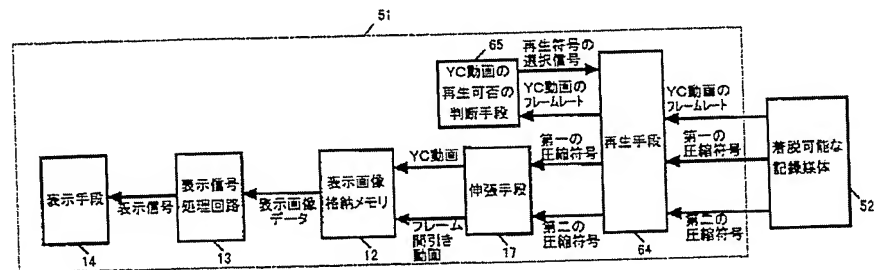 51
65
再生符号の
選択信号
YC動画の
再生可否の
判断手段
YC動画の
フレームレート
YC動画の
フレームレート
再生手段
着脱可能な
記録媒体
第一の
圧縮符号
第一の
圧縮符号
YC動画
表示手段
表示信号
表示信号
処理回路
表示画像
データ
表示画像
格納メモリ
フレーム
間引き
動画
伸張手段
第二の
圧縮符号
第二の
圧縮符号
52
14
13
12
17
64